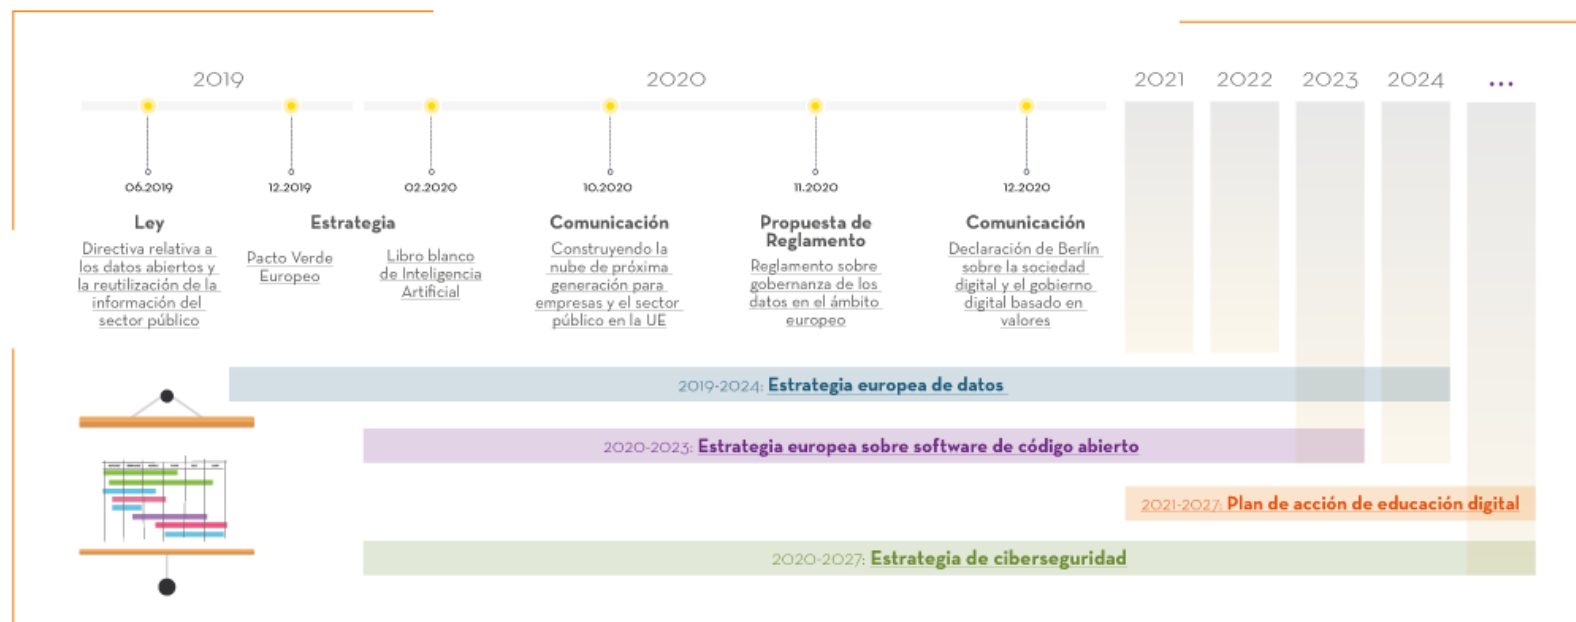 2019
2020
2021
2022
2023
2024
...
06.2019
12.2019
02.2020
10.2020
11.2020
12.2020
Ley
Directiva relativa a
los datos abiertos y
la reutilización de la
información del
sector público
Estrategia
Pacto Verde
Europeo
Libro blanco
de Inteligencia
Artificial
Comunicación
Construyendo la
nube de próxima
generación para
empresas y el sector
público en la UE
Propuesta de
Reglamento
Reglamento sobre
gobernanza de los
datos en el ámbito
europeo
Comunicación
Declaración de Berlín
sobre la sociedad
digital y el gobierno
digital basado en
valores
2019-2024: Estrategia europea de datos
2020-2023: Estrategia europea sobre software de código abierto
2021-2027: Plan de acción de educación digital
2020-2027: Estrategia de ciberseguridad